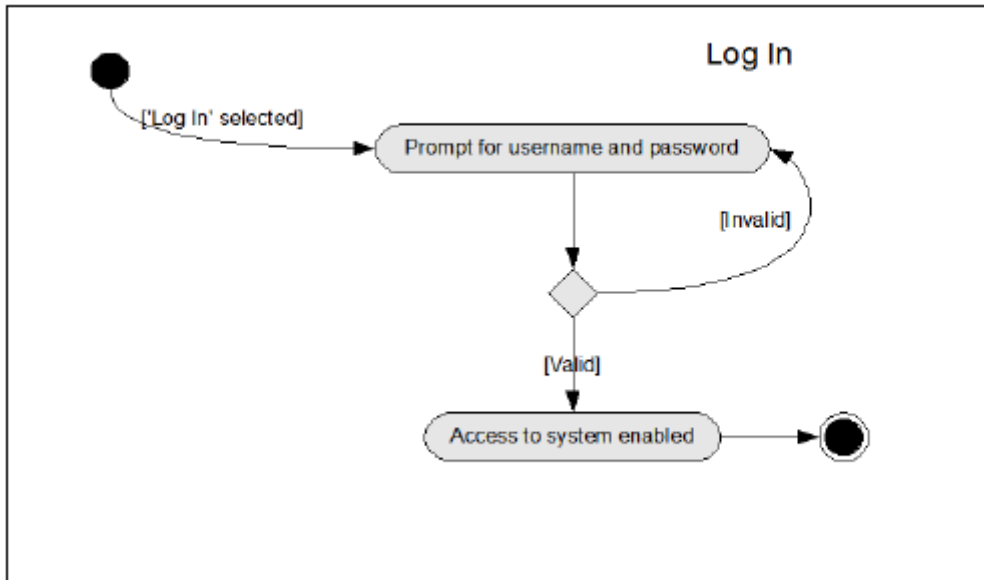 Log In
['Log In' selected]
Prompt for username and password
[Invalid]
[Valid]
Access to system enabled